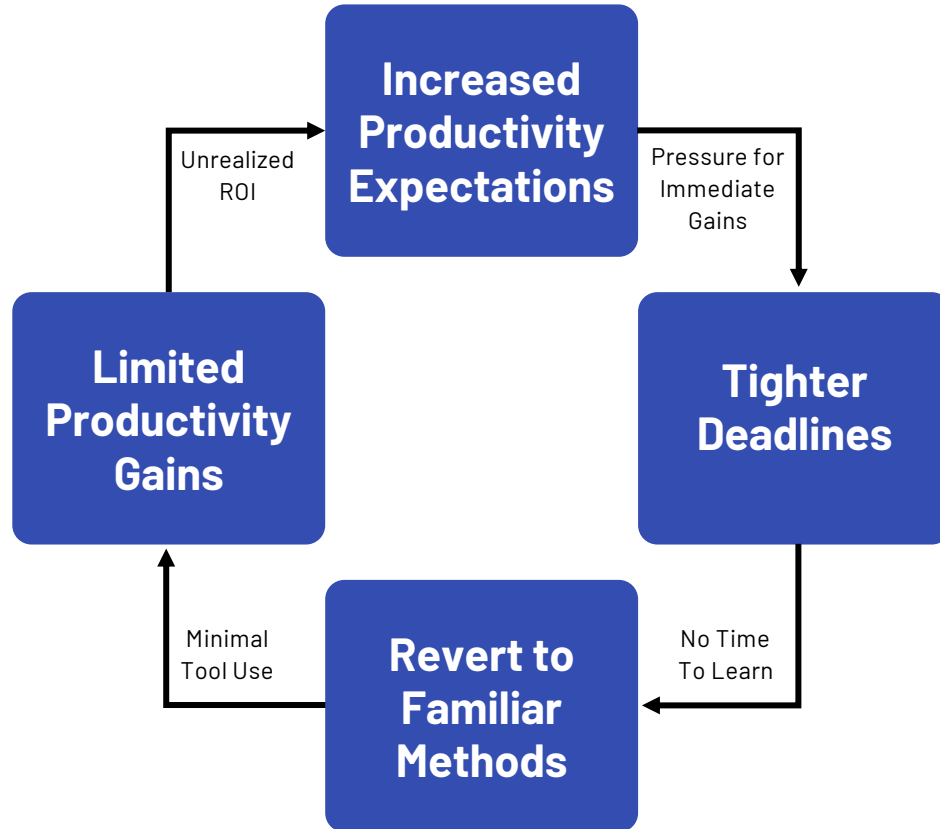 Increased
Productivity
Expectations
Unrealized
ROI
Pressure for
Immediate
Gains
Limited
Productivity
Gains
Tighter
Deadlines
Minimal
Tool Use
No Time
To Learn
Revert to
Familiar
Methods